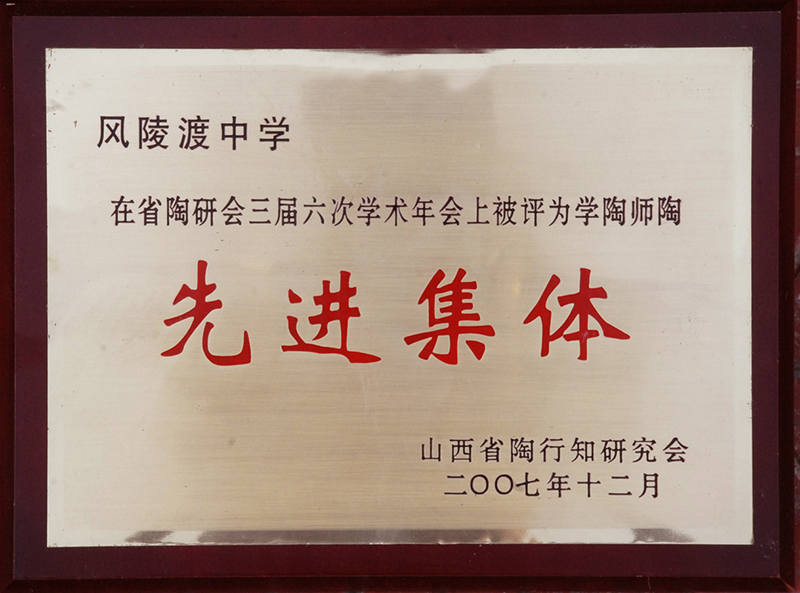 风陵渡中学
在省陶研会三届六次学术年会上被评为学陶师陶
先进集体
山西省陶行知研究会
二〇〇七年十二月